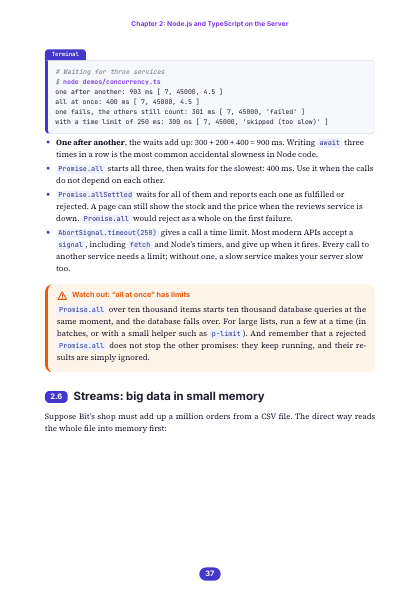 Chapter 2: Node.js and TypeScript on the Server
Terminal
# Waiting for three services
$ node demos/concurrency.ts
one after another: 903 ms [ 7, 45000, 4.5 ]
all at once: 400 ms [ 7, 45000, 4.5 ]
one fails, the others still count: 301 ms [ 7, 45000, 'failed' ]
with a time limit of 250 ms: 300 ms [ 7, 45000, 'skipped (too slow)' ]
• One after another, the waits add up: 300 + 200 + 400 = 900 ms. Writing await three
times in a row is the most common accidental slowness in Node code.
• Promise.all starts all three, then waits for the slowest: 400 ms. Use it when the calls
do not depend on each other.
• Promise.allSettled waits for all of them and reports each one as fulfilled or
rejected. A page can still show the stock and the price when the reviews service is
down. Promise.all would reject as a whole on the first failure.
• AbortSignal.timeout(250) gives a call a time limit. Most modern APIs accept a
signal, including fetch and Node's timers, and give up when it fires. Every call to
another service needs a limit; without one, a slow service makes your server slow
too.
Watch out: "all at once" has limits
Promise.all over ten thousand items starts ten thousand database queries at the
same moment, and the database falls over. For large lists, run a few at a time (in
batches, or with a small helper such as p-limit). And remember that a rejected
Promise.all does not stop the other promises: they keep running, and their re-
sults are simply ignored.
2.6 Streams: big data in small memory
Suppose Bit's shop must add up a million orders from a CSV file. The direct way reads
the whole file into memory first:
37